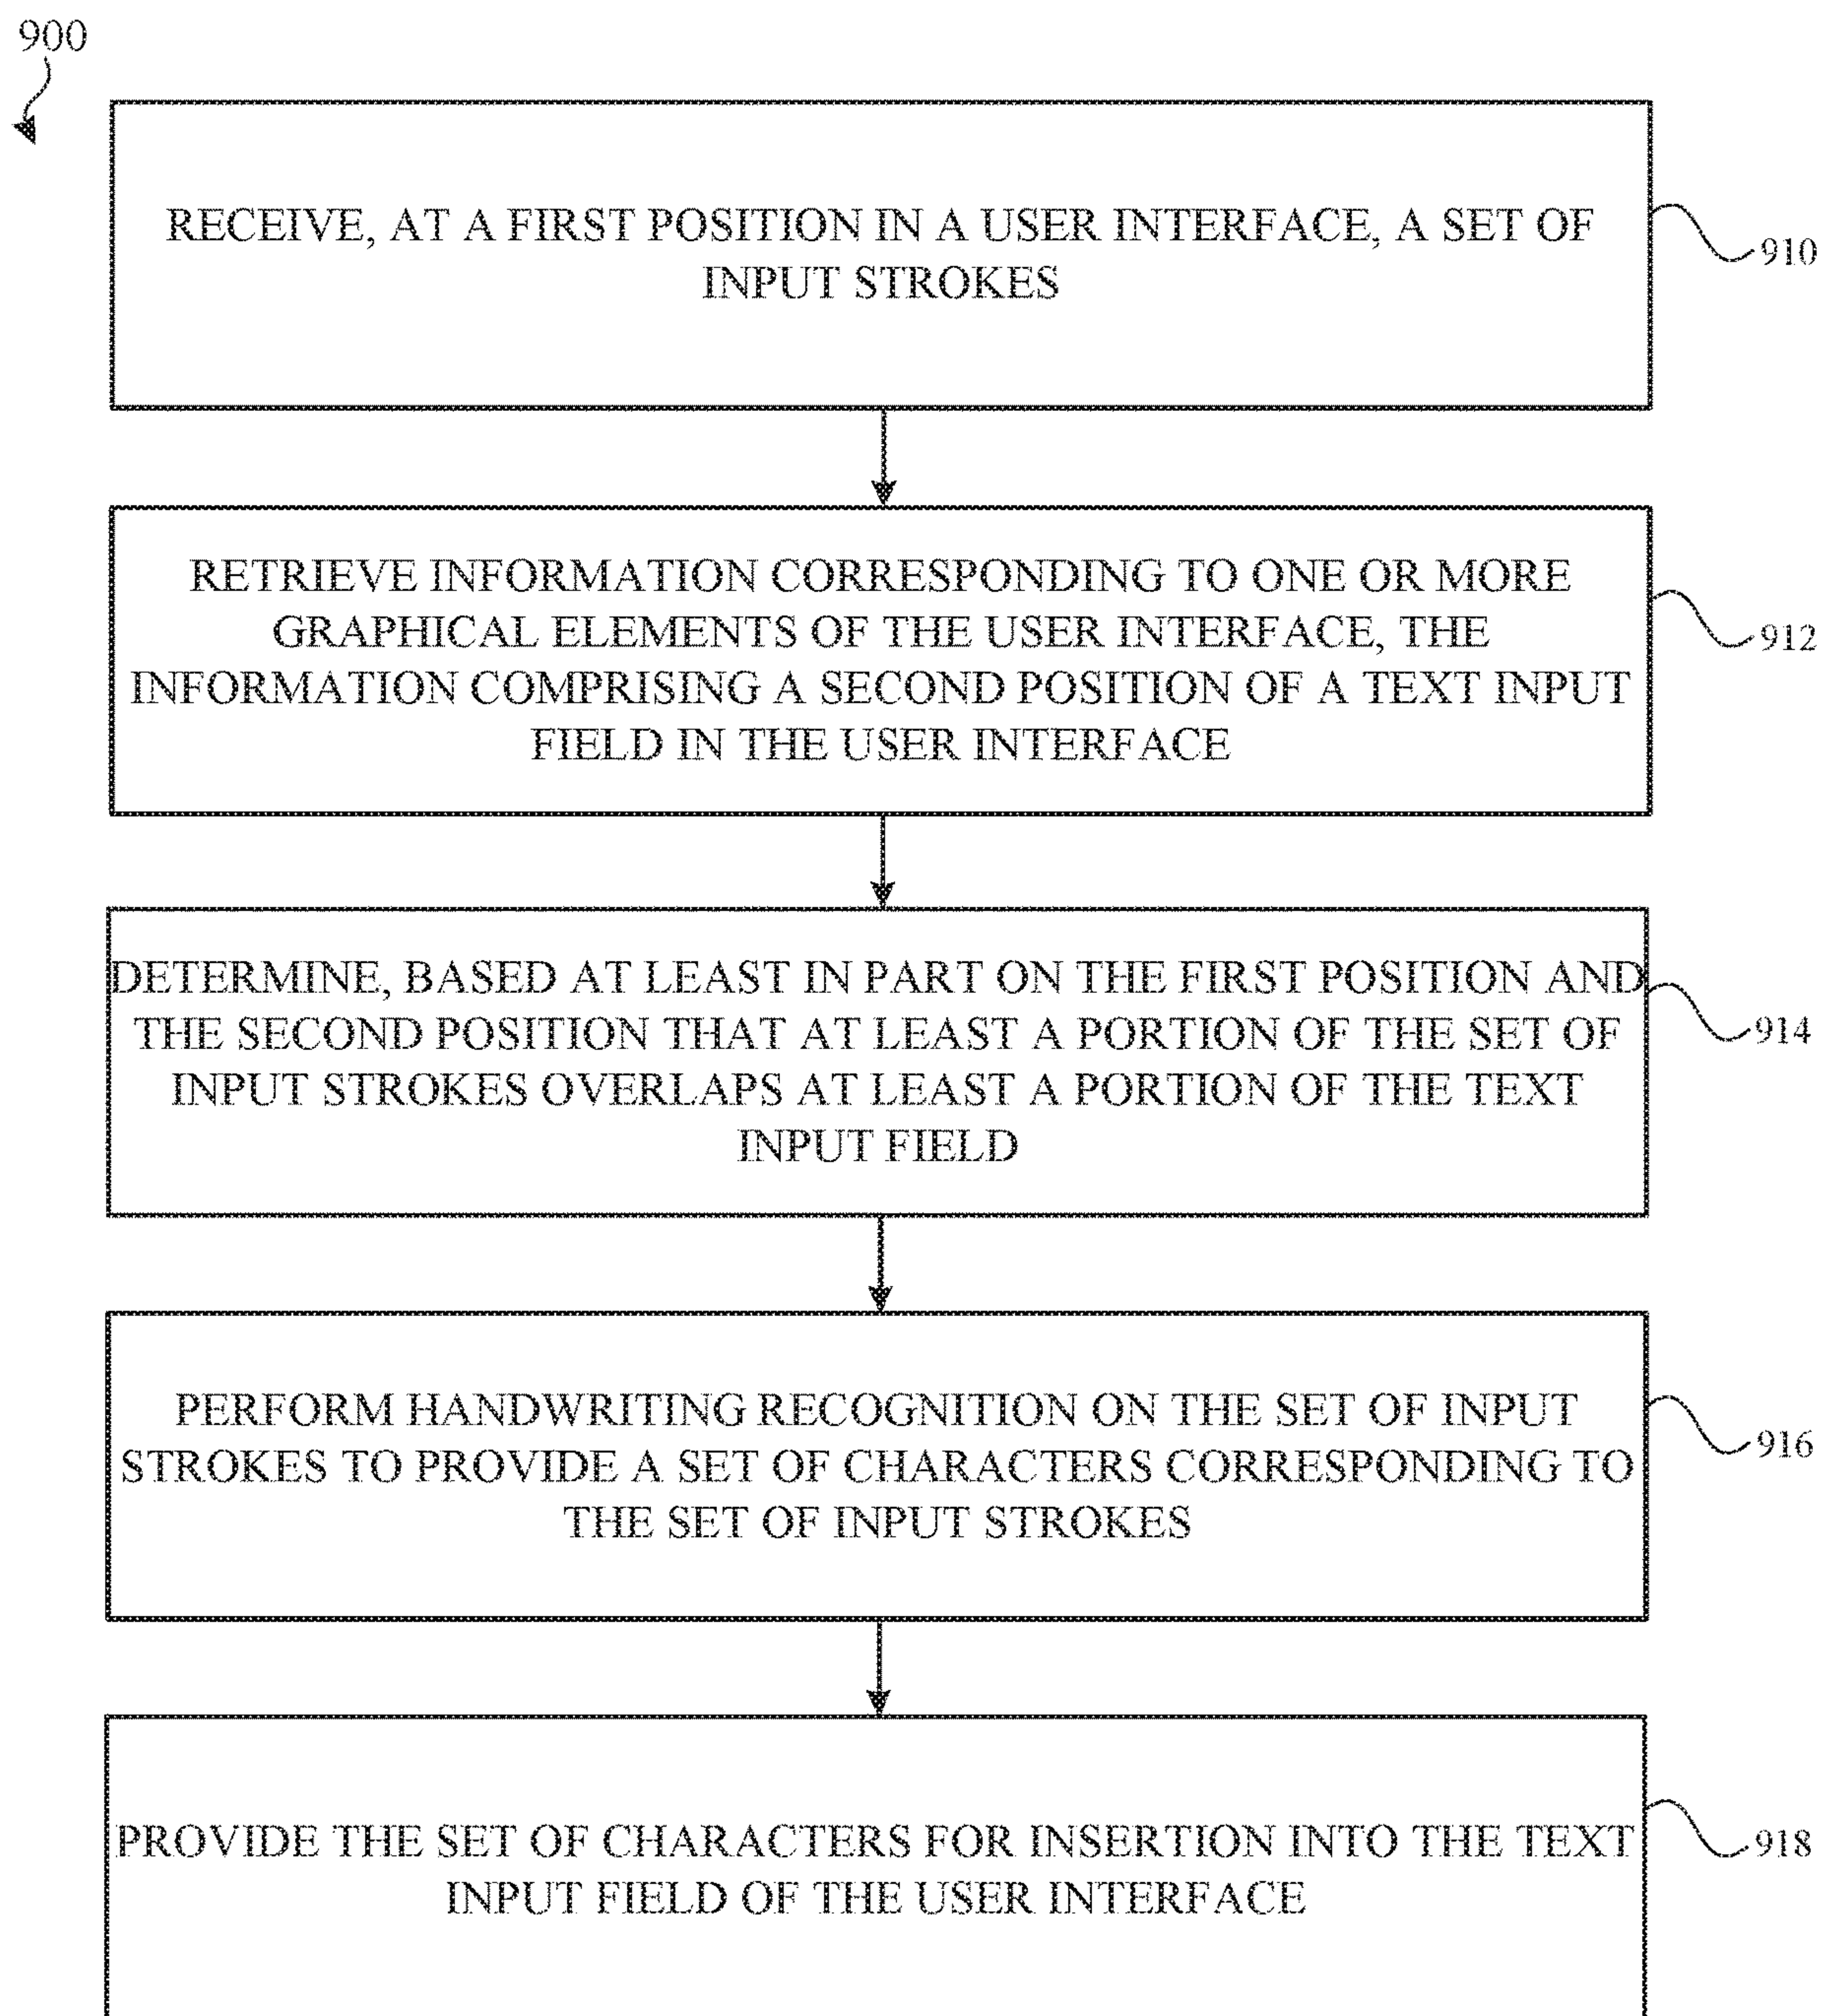 900
RECEIVE, AT A FIRST POSITION IN A USER INTERFACE, A SET OF
INPUT STROKES
910
RETRIEVE INFORMATION CORRESPONDING TO ONE OR MORE
GRAPHICAL ELEMENTS OF THE USER INTERFACE, THE
INFORMATION COMPRISING A SECOND POSITION OF A TEXT INPUT
FIELD IN THE USER INTERFACE
912
DETERMINE, BASED AT LEAST IN PART ON THE FIRST POSITION AND
THE SECOND POSITION THAT AT LEAST A PORTION OF THE SET OF
INPUT STROKES OVERLAPS AT LEAST A PORTION OF THE TEXT
INPUT FIELD
914
PERFORM HANDWRITING RECOGNITION ON THE SET OF INPUT
STROKES TO PROVIDE A SET OF CHARACTERS CORRESPONDING TO
THE SET OF INPUT STROKES
916
PROVIDE THE SET OF CHARACTERS FOR INSERTION INTO THE TEXT
INPUT FIELD OF THE USER INTERFACE
918